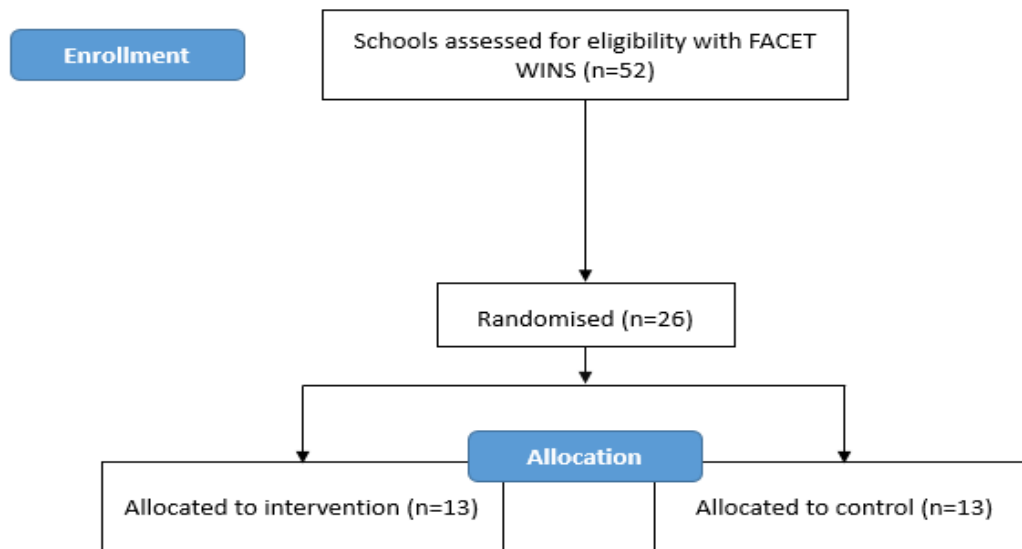 Enrollment
Schools assessed for eligibility with FACET
WINS (n=52)
Randomised (n=26)
Allocation
Allocated to intervention (n=13)
Allocated to control (n=13)